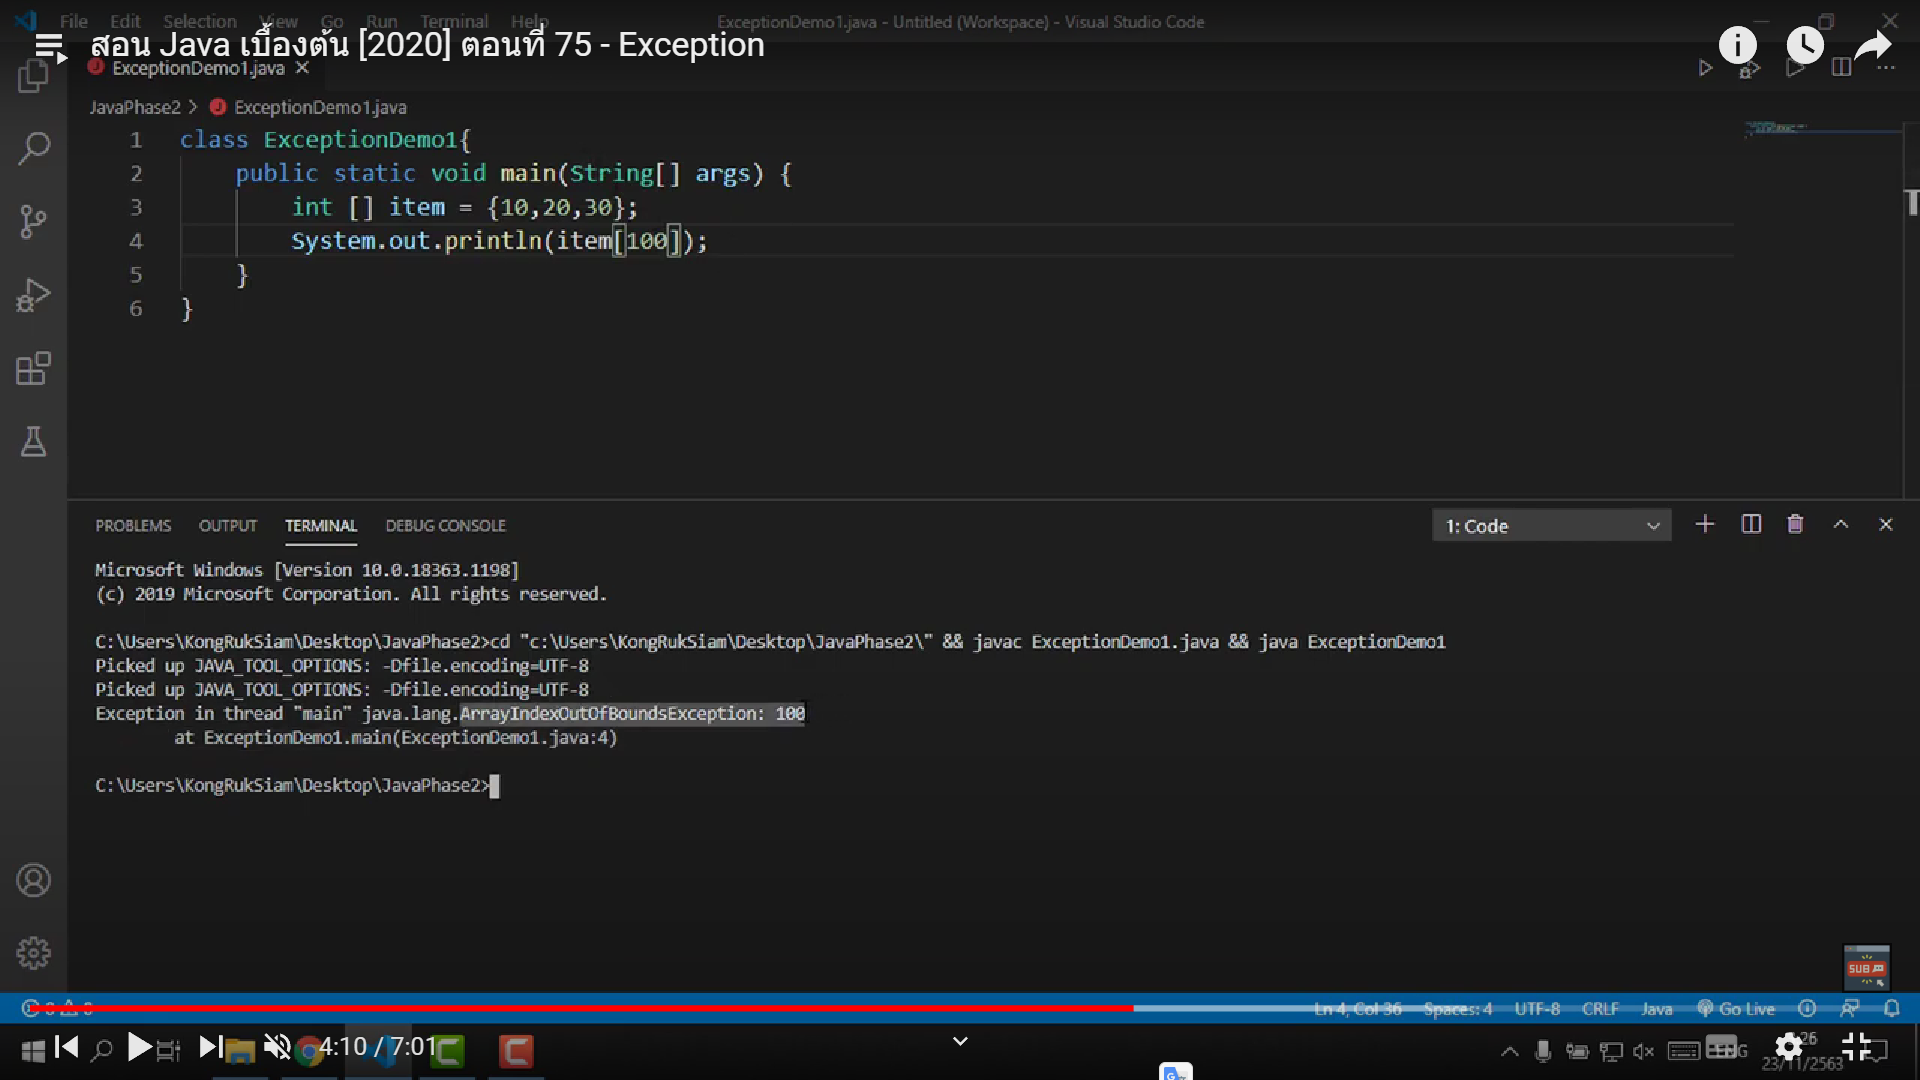 File Edit Selection View Go Run Terminal Help
ExceptionDemo1.java - Untitled (Workspace) - Visual Studio Code
สอน Java เบื้องต้น [2020] ตอนที่ 75 - Exception
ExceptionDemo1.java
JavaPhase2 > ExceptionDemo1.java
1 class ExceptionDemo1{
2 public static void main(String[] args) {
3 int [] item = {10,20,30};
4 System.out.println(item[100]);
5 }
6 }
PROBLEMS OUTPUT TERMINAL DEBUG CONSOLE
1: Code
Microsoft Windows [Version 10.0.18363.1198]
(c) 2019 Microsoft Corporation. All rights reserved.
C:\Users\KongRukSiam\Desktop\JavaPhase2>cd "c:\Users\KongRukSiam\Desktop\JavaPhase2\" && javac ExceptionDemo1.java && java ExceptionDemo1
Picked up JAVA_TOOL_OPTIONS: -Dfile.encoding=UTF-8
Picked up JAVA_TOOL_OPTIONS: -Dfile.encoding=UTF-8
Exception in thread "main" java.lang.ArrayIndexOutOfBoundsException: 100
at ExceptionDemo1.main(ExceptionDemo1.java:4)
C:\Users\KongRukSiam\Desktop\JavaPhase2>
SUB
Ln 4, Col 36 Spaces: 4 UTF-8 CRLF Java Go Live
4:10 / 7:01
23/11/2563